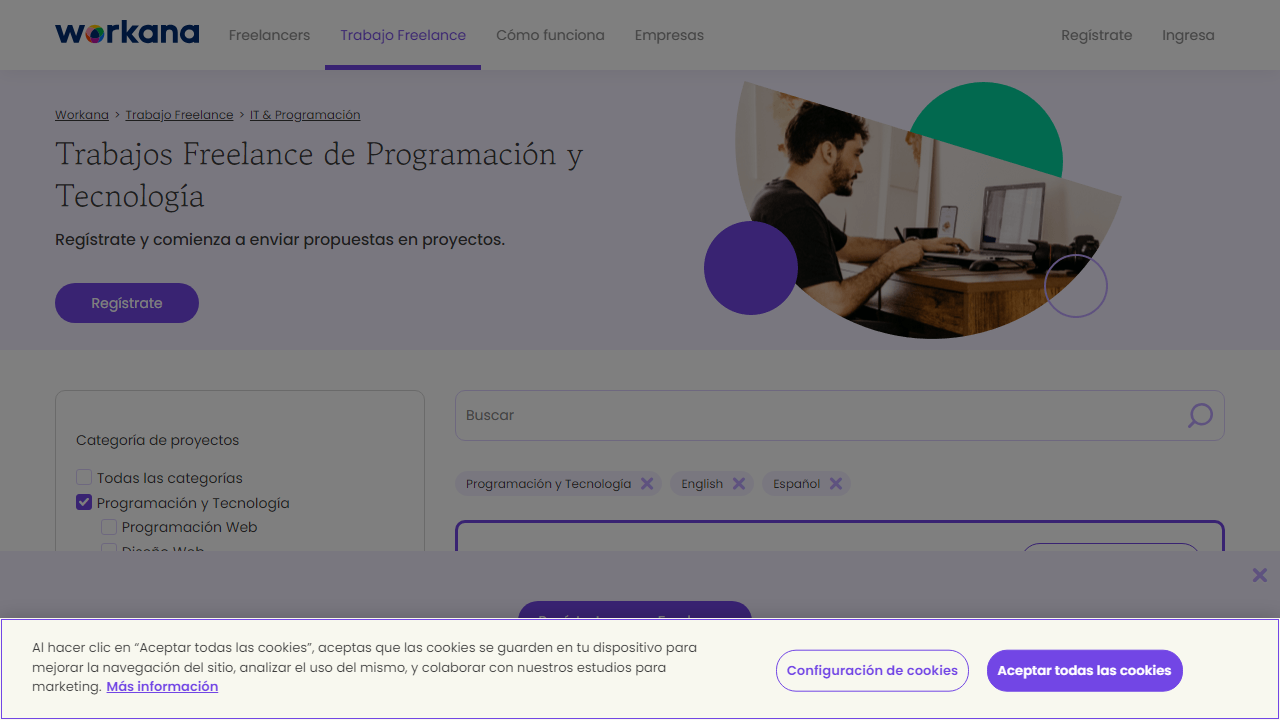 workana
Freelancers
Trabajo Freelance
Cómo funciona
Empresas
Regístrate
Ingresa
Workana > Trabajo Freelance > IT & Programación
Trabajos Freelance de Programación y
Tecnología
Regístrate y comienza a enviar propuestas en proyectos.
Regístrate
Categoría de proyectos
Todas las categorías
Programación y Tecnología
Programación Web
Diseño Web
Buscar
Programación y Tecnología
English
Español
Al hacer clic en “Aceptar todas las cookies”, aceptas que las cookies se guarden en tu dispositivo para
mejorar la navegación del sitio, analizar el uso del mismo, y colaborar con nuestros estudios para
marketing. Más información
Configuración de cookies
Aceptar todas las cookies